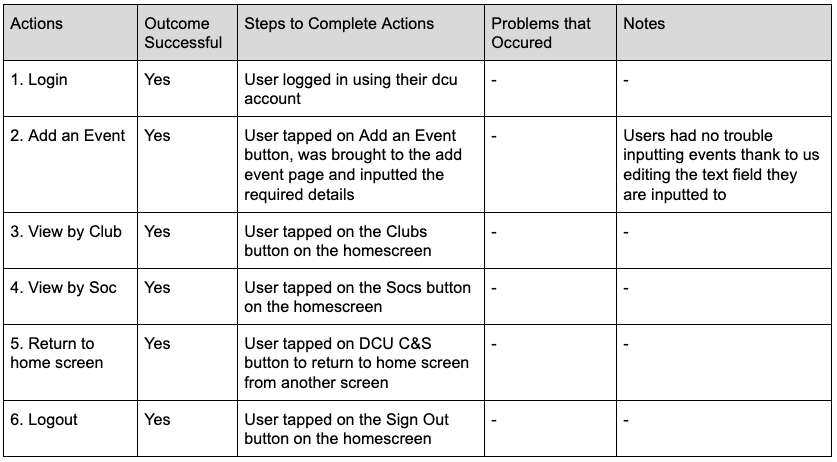 Actions
Outcome
Successful
Steps to Complete Actions
Problems that
Occured
Notes
1. Login
Yes
User logged in using their dcu
account
-
-
2. Add an Event
Yes
User tapped on Add an Event
button, was brought to the add
event page and inputted the
required details
-
Users had no trouble
inputting events thank to us
editing the text field they
are inputted to
3. View by Club
Yes
User tapped on the Clubs
button on the homescreen
-
-
4. View by Soc
Yes
User tapped on the Socs button
on the homescreen
-
-
5. Return to
home screen
Yes
User tapped on DCU C&S
button to return to home screen
from another screen
-
-
6. Logout
Yes
User tapped on the Sign Out
button on the homescreen
-
-